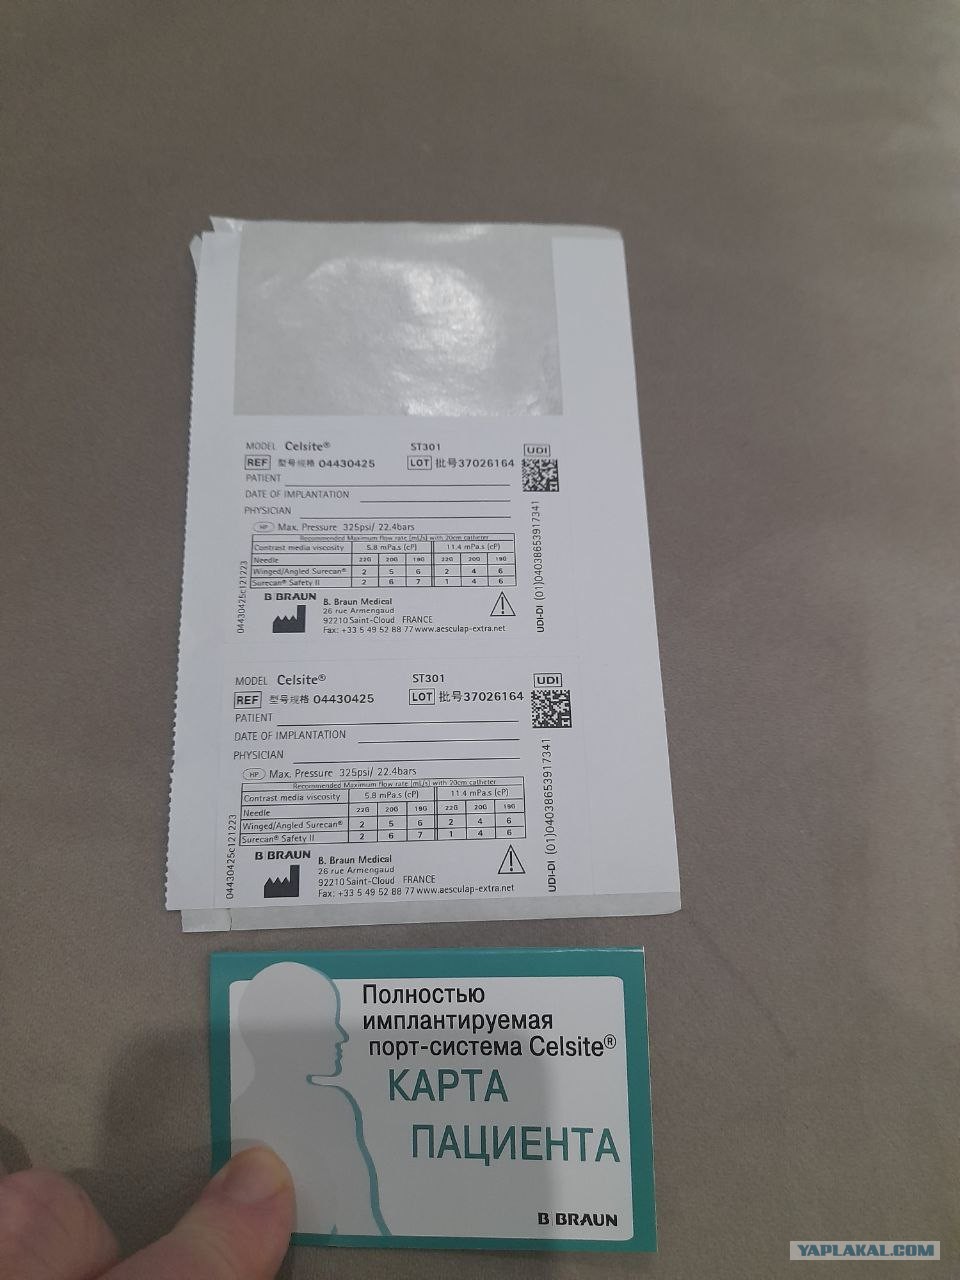 MODEL Celsite® ST301 UDI
REF 型号规格 04430425 LOT 批号37026164
PATIENT
DATE OF IMPLANTATION
PHYSICIAN
HP Max. Pressure 325psi/ 22.4bars
Recommended Maximum flow rate (mL/s) with 20cm catheter
Contrast media viscosity 5.8 mPa.s (cP) 11.4 mPa.s (cP)
Needle 22G 20G 19G 22G 20G 19G
Winged/Angled Surecan® 2 5 6 2 4 6
Surecan® Safety II 2 6 7 1 4 6
B BRAUN
B. Braun Medical
26 rue Armengaud
92210 Saint-Cloud FRANCE
Fax: +33 5 49 52 88 77 www.aesculap-extra.net
04430425c121223
UDI-DI (01)04038653917341
MODEL Celsite® ST301 UDI
REF 型号规格 04430425 LOT 批号37026164
PATIENT
DATE OF IMPLANTATION
PHYSICIAN
HP Max. Pressure 325psi/ 22.4bars
Recommended Maximum flow rate (mL/s) with 20cm catheter
Contrast media viscosity 5.8 mPa.s (cP) 11.4 mPa.s (cP)
Needle 22G 20G 19G 22G 20G 19G
Winged/Angled Surecan® 2 5 6 2 4 6
Surecan® Safety II 2 6 7 1 4 6
B BRAUN
B. Braun Medical
26 rue Armengaud
92210 Saint-Cloud FRANCE
Fax: +33 5 49 52 88 77 www.aesculap-extra.net
04430425c121223
UDI-DI (01)04038653917341
Полностью
имплантируемая
порт-система Celsite®
КАРТА
ПАЦИЕНТА
B BRAUN
YAPLAKAL.COM